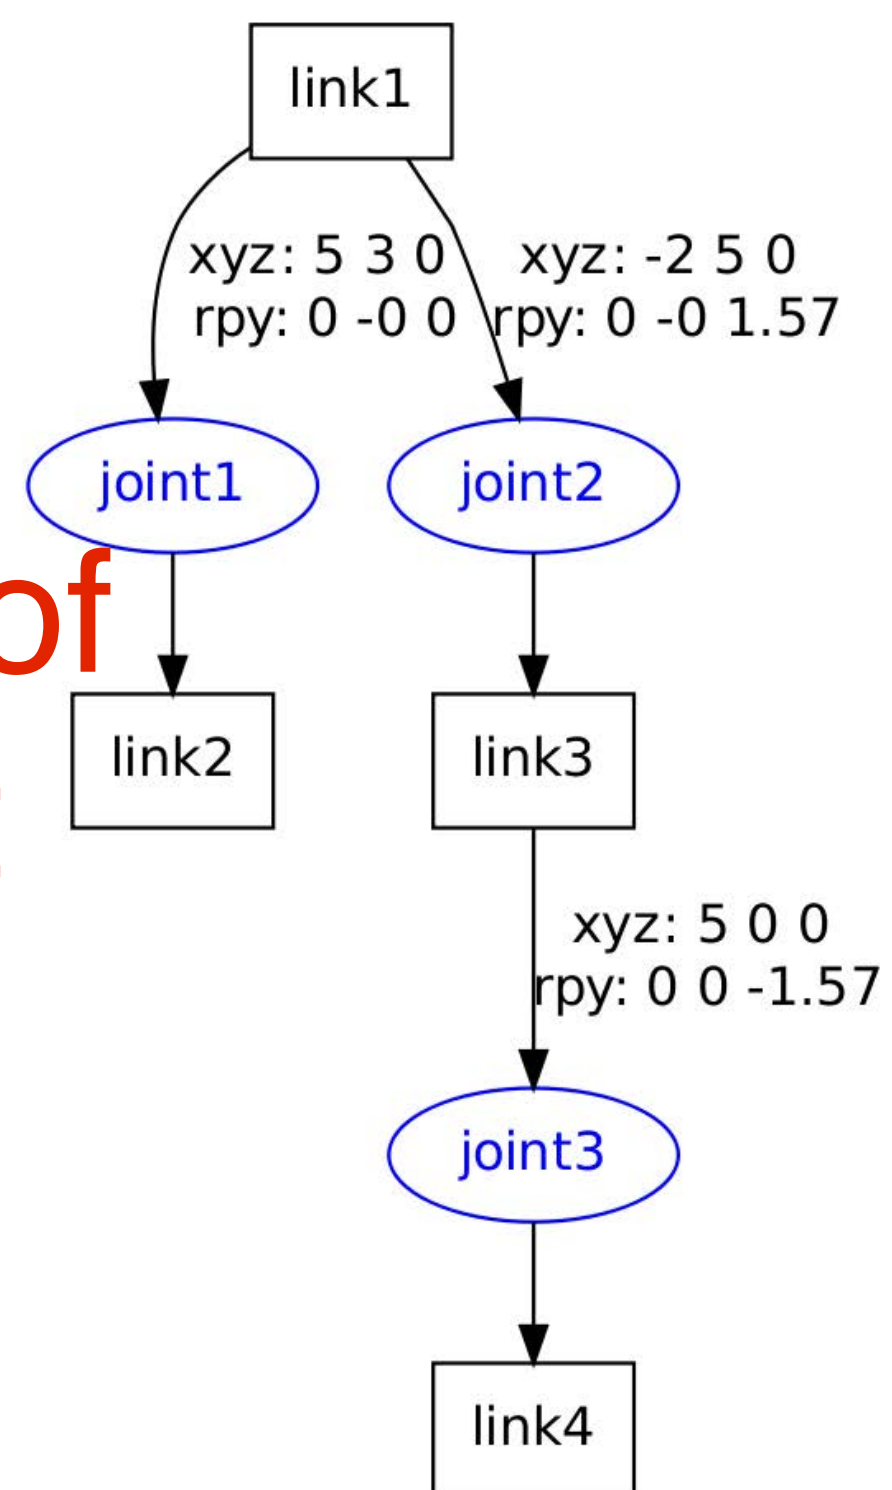 link1
xyz: 5 3 0
rpy: 0 -0 0
xyz: -2 5 0
rpy: 0 -0 1.57
joint1
joint2
of
link2
link3
xyz: 5 0 0
rpy: 0 0 -1.57
joint3
link4